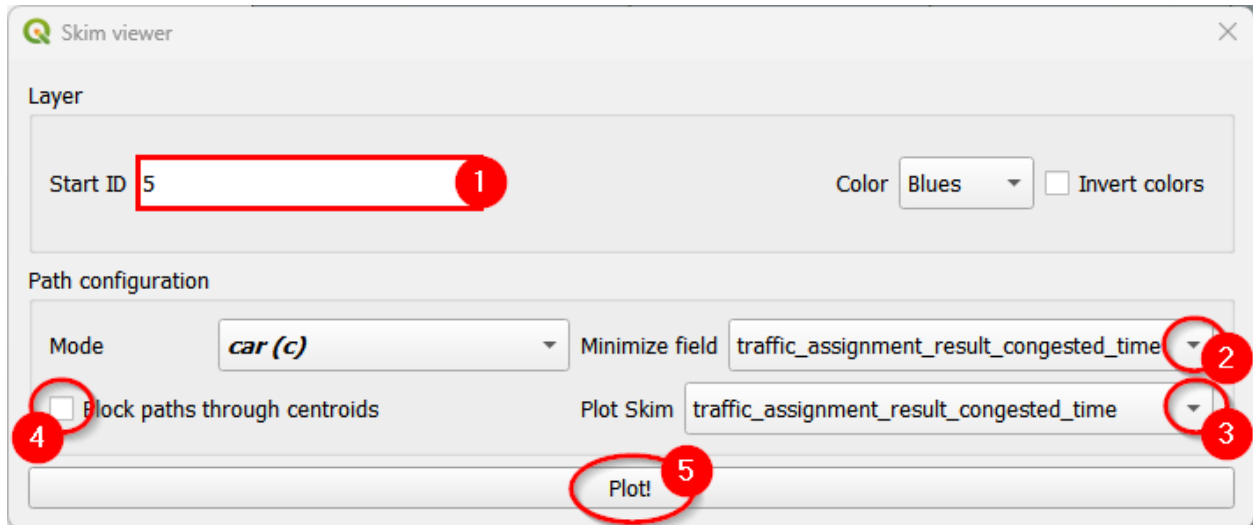 Skim viewer
Layer
Start ID 5 1 Color Blues Invert colors
Path configuration
Mode car (c) Minimize field traffic_assignment_result_congested_time 2
Block paths through centroids Plot Skim traffic_assignment_result_congested_time 3
4
Plot! 5